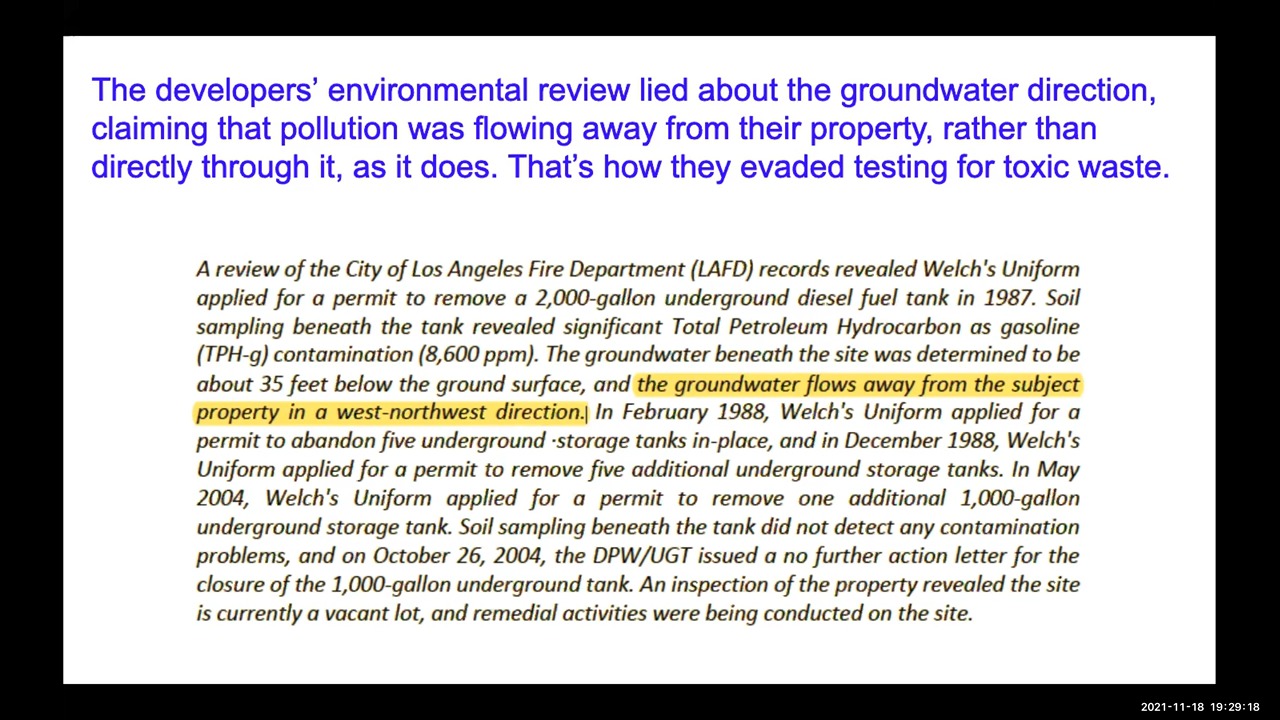 The developers’ environmental review lied about the groundwater direction,
claiming that pollution was flowing away from their property, rather than
directly through it, as it does. That’s how they evaded testing for toxic waste.
A review of the City of Los Angeles Fire Department (LAFD) records revealed Welch's Uniform
applied for a permit to remove a 2,000-gallon underground diesel fuel tank in 1987. Soil
sampling beneath the tank revealed significant Total Petroleum Hydrocarbon as gasoline
(TPH-g) contamination (8,600 ppm). The groundwater beneath the site was determined to be
about 35 feet below the ground surface, and the groundwater flows away from the subject
property in a west-northwest direction. In February 1988, Welch's Uniform applied for a
permit to abandon five underground ·storage tanks in-place, and in December 1988, Welch's
Uniform applied for a permit to remove five additional underground storage tanks. In May
2004, Welch's Uniform applied for a permit to remove one additional 1,000-gallon
underground storage tank. Soil sampling beneath the tank did not detect any contamination
problems, and on October 26, 2004, the DPW/UGT issued a no further action letter for the
closure of the 1,000-gallon underground tank. An inspection of the property revealed the site
is currently a vacant lot, and remedial activities were being conducted on the site.
2021-11-18 19:29:18